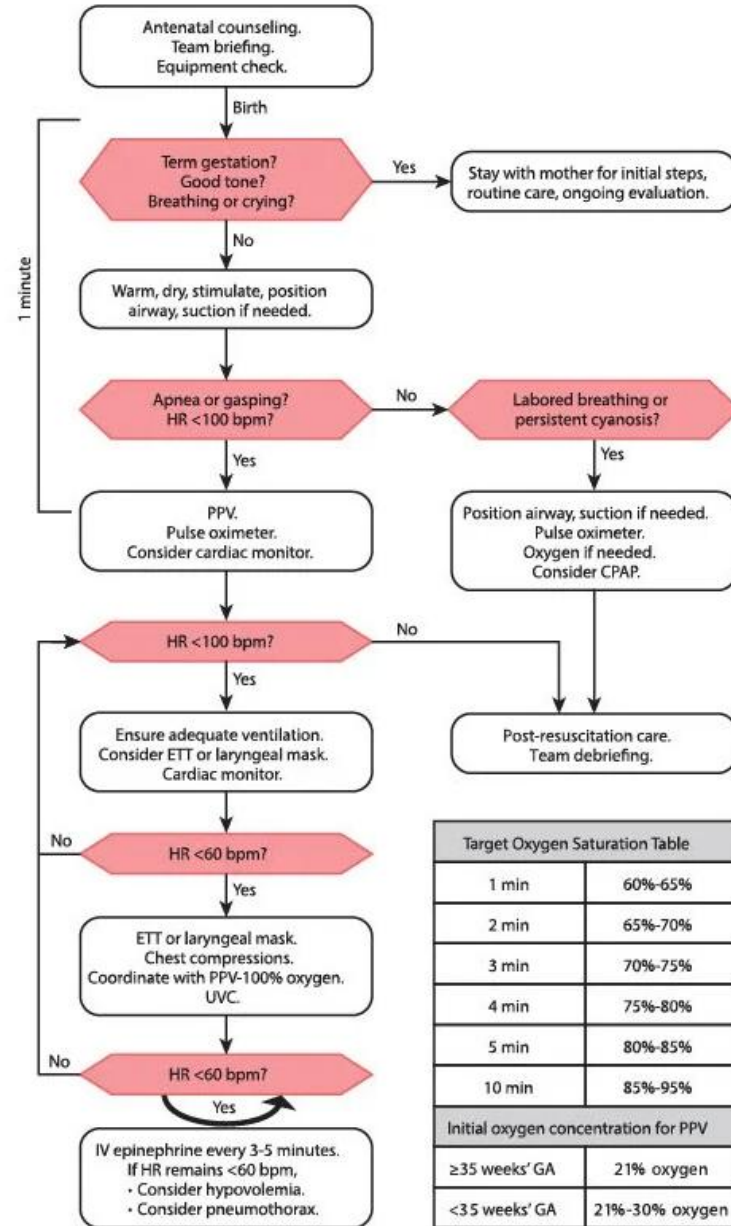 Antenatal counseling.
Team briefing.
Equipment check.
Birth
Term gestation?
Good tone?
Breathing or crying?
Yes
Stay with mother for initial steps,
routine care, ongoing evaluation.
No
1 minute
Warm, dry, stimulate, position
airway, suction if needed.
Apnea or gasping?
HR <100 bpm?
No
Labored breathing or
persistent cyanosis?
Yes
Yes
PPV.
Pulse oximeter.
Consider cardiac monitor.
Position airway, suction if needed.
Pulse oximeter.
Oxygen if needed.
Consider CPAP.
HR <100 bpm?
No
Yes
Ensure adequate ventilation.
Consider ETT or laryngeal mask.
Cardiac monitor.
Post-resuscitation care.
Team debriefing.
No
HR <60 bpm?
Yes
ETT or laryngeal mask.
Chest compressions.
Coordinate with PPV-100% oxygen.
UVC.
No
HR <60 bpm?
Yes
IV epinephrine every 3-5 minutes.
If HR remains <60 bpm,
• Consider hypovolemia.
• Consider pneumothorax.
Target Oxygen Saturation Table
1 min 60%-65%
2 min 65%-70%
3 min 70%-75%
4 min 75%-80%
5 min 80%-85%
10 min 85%-95%
Initial oxygen concentration for PPV
≥35 weeks' GA 21% oxygen
<35 weeks' GA 21%-30% oxygen